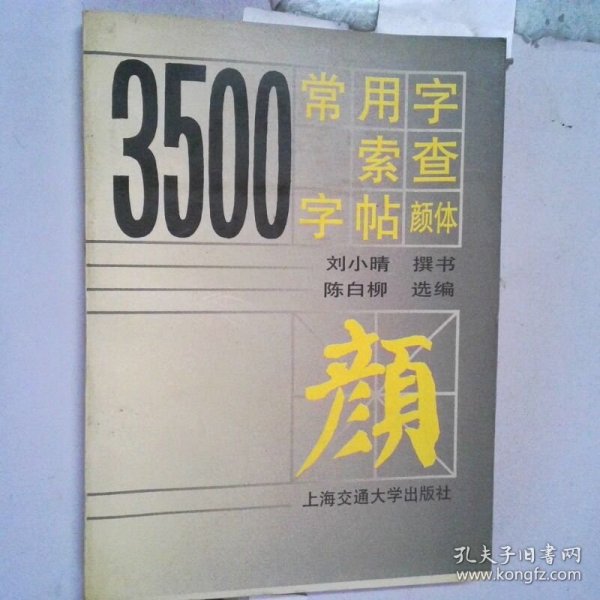 3500
常用字
索查
字帖 颜体
刘小晴 撰书
陈白柳 选编
颜
上海交通大学出版社
孔夫子旧书网
www.kongfz.com